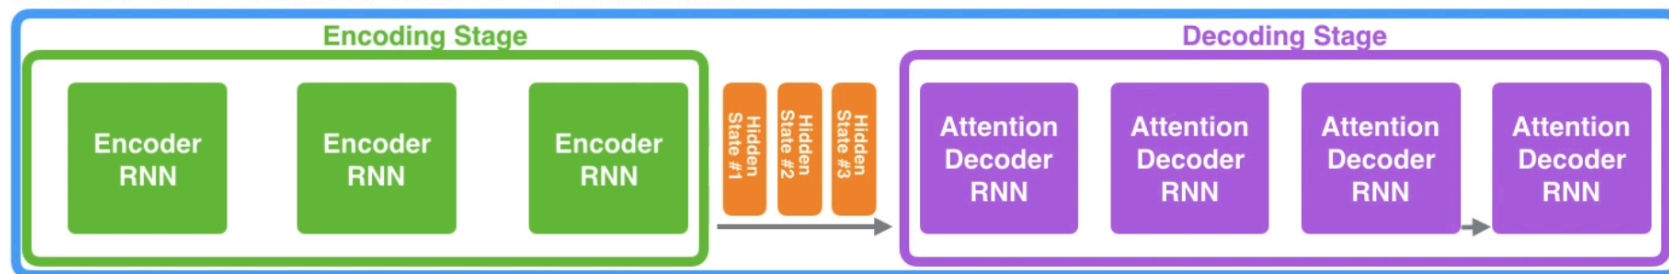 Encoding Stage
Encoder
RNN
Encoder
RNN
Encoder
RNN
Hidden
State #1
Hidden
State #2
Hidden
State #3
Decoding Stage
Attention
Decoder
RNN
Attention
Decoder
RNN
Attention
Decoder
RNN
Attention
Decoder
RNN